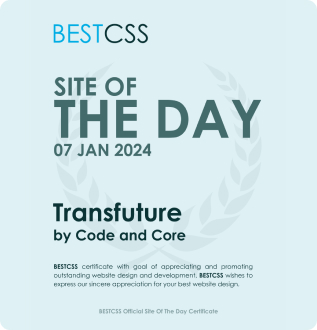 BESTCSS
SITE OF
THE DAY
07 JAN 2024
Transfuture
by Code and Core
BESTCSS certificate with goal of appreciating and promoting
outstanding website design and development. BESTCSS wishes to
express our sincere appreciation for your best website design.
BESTCSS Official Site Of The Day Certificate